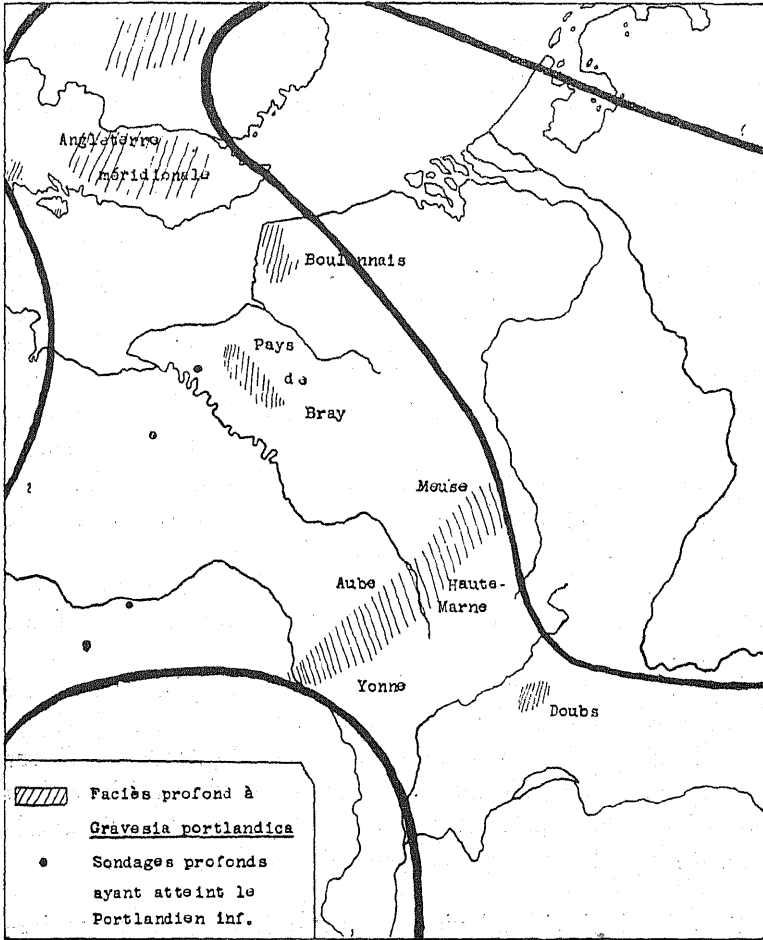 Angleterre
méridionale
Boulonnais
Pays
de
Bray
Meuse
Aube
Haute-
Marne
Yonne
Doubs
Faciès profond à
Gravesia portlandica
Sondages profonds
ayant atteint le
Portlandien inf.